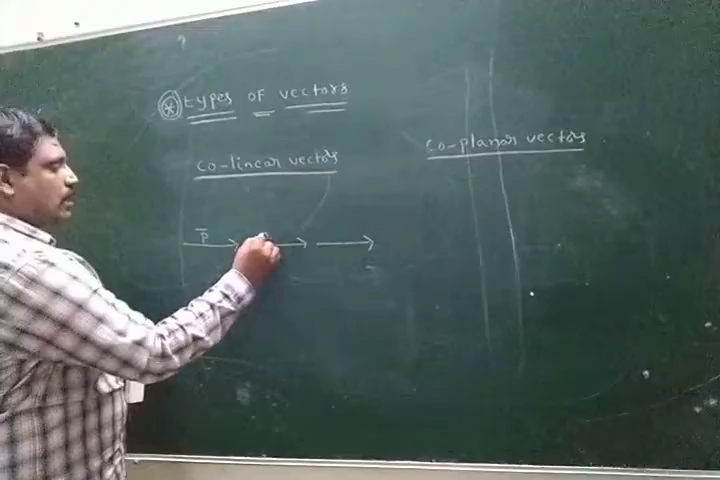 * types of vectors
co-linear vectors
co-planar vectors
P̅